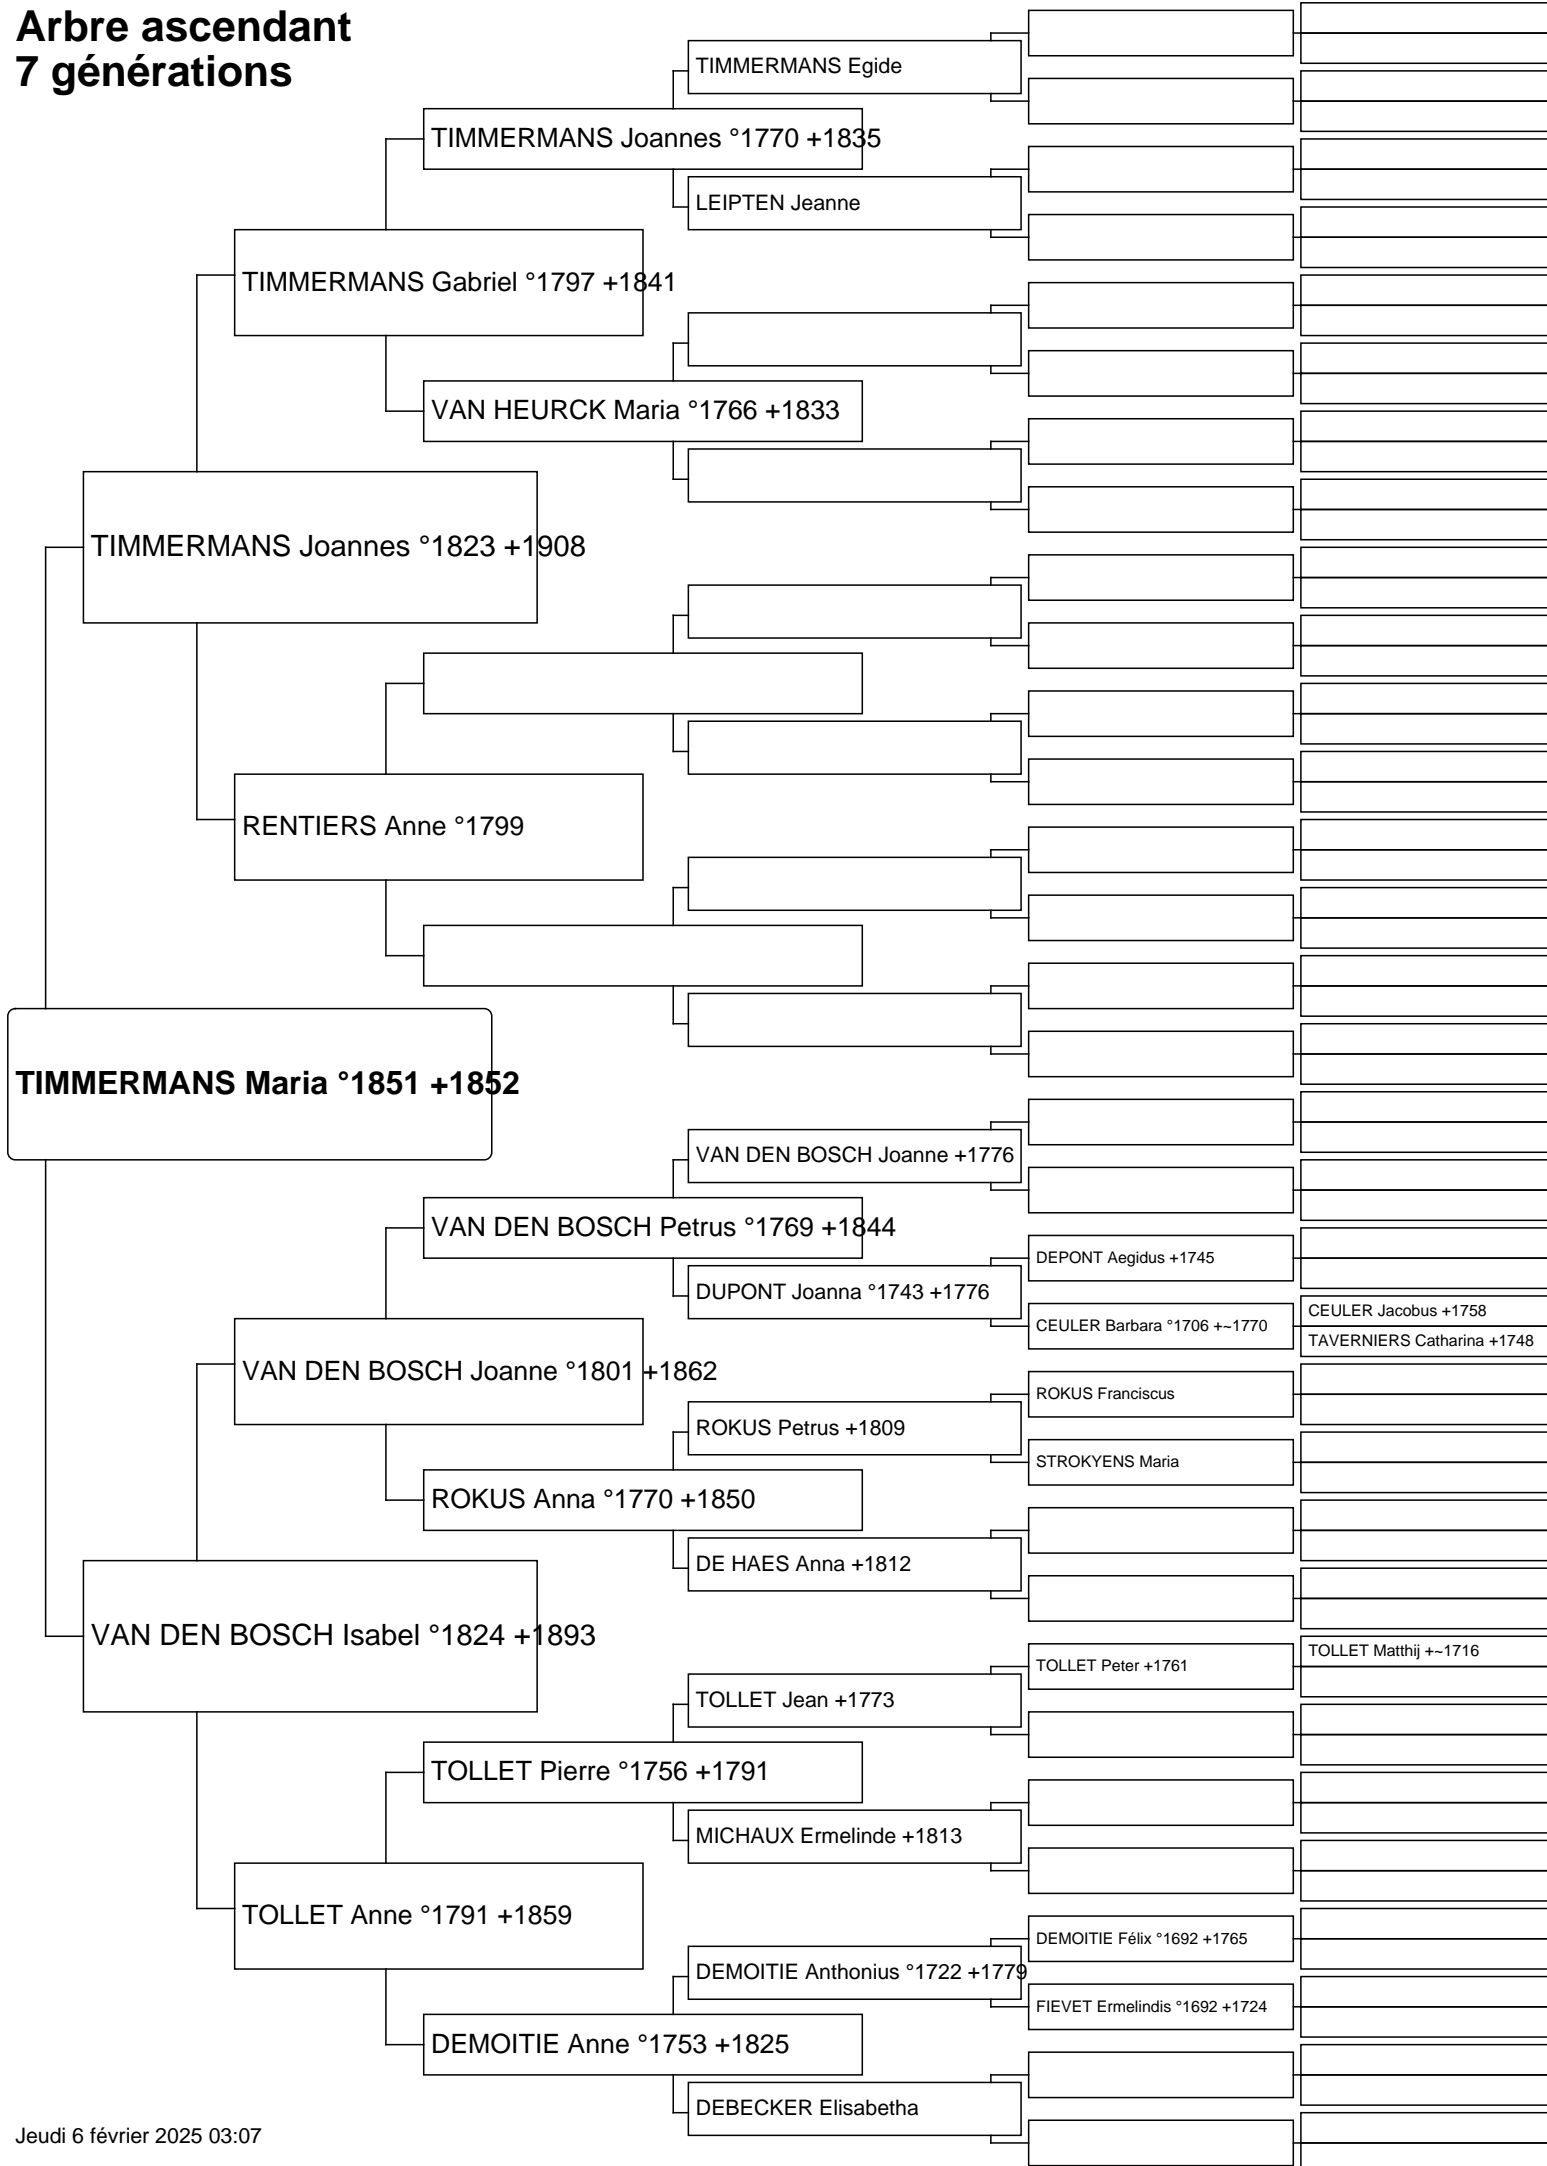 Arbre ascendant
7 générations
TIMMERMANS Egide
TIMMERMANS Joannes °1770 +1835
LEIPTEN Jeanne
TIMMERMANS Gabriel °1797 +1841
VAN HEURCK Maria °1766 +1833
TIMMERMANS Joannes °1823 +1908
RENTIERS Anne °1799
TIMMERMANS Maria °1851 +1852
VAN DEN BOSCH Joanne +1776
VAN DEN BOSCH Petrus °1769 +1844
DEPONT Aegidus +1745
DUPONT Joanna °1743 +1776
CEULER Jacobus +1758
CEULER Barbara °1706 +~1770
TAVERNIERS Catharina +1748
VAN DEN BOSCH Joanne °1801 +1862
ROKUS Franciscus
ROKUS Petrus +1809
STROKYENS Maria
ROKUS Anna °1770 +1850
DE HAES Anna +1812
VAN DEN BOSCH Isabel °1824 +1893
TOLLET Matthij +~1716
TOLLET Peter +1761
TOLLET Jean +1773
TOLLET Pierre °1756 +1791
MICHAUX Ermelinde +1813
TOLLET Anne °1791 +1859
DEMOITIE Félix °1692 +1765
DEMOITIE Anthonius °1722 +1779
FIEVET Ermelindis °1692 +1724
DEMOITIE Anne °1753 +1825
DEBECKER Elisabetha
Jeudi 6 février 2025 03:07